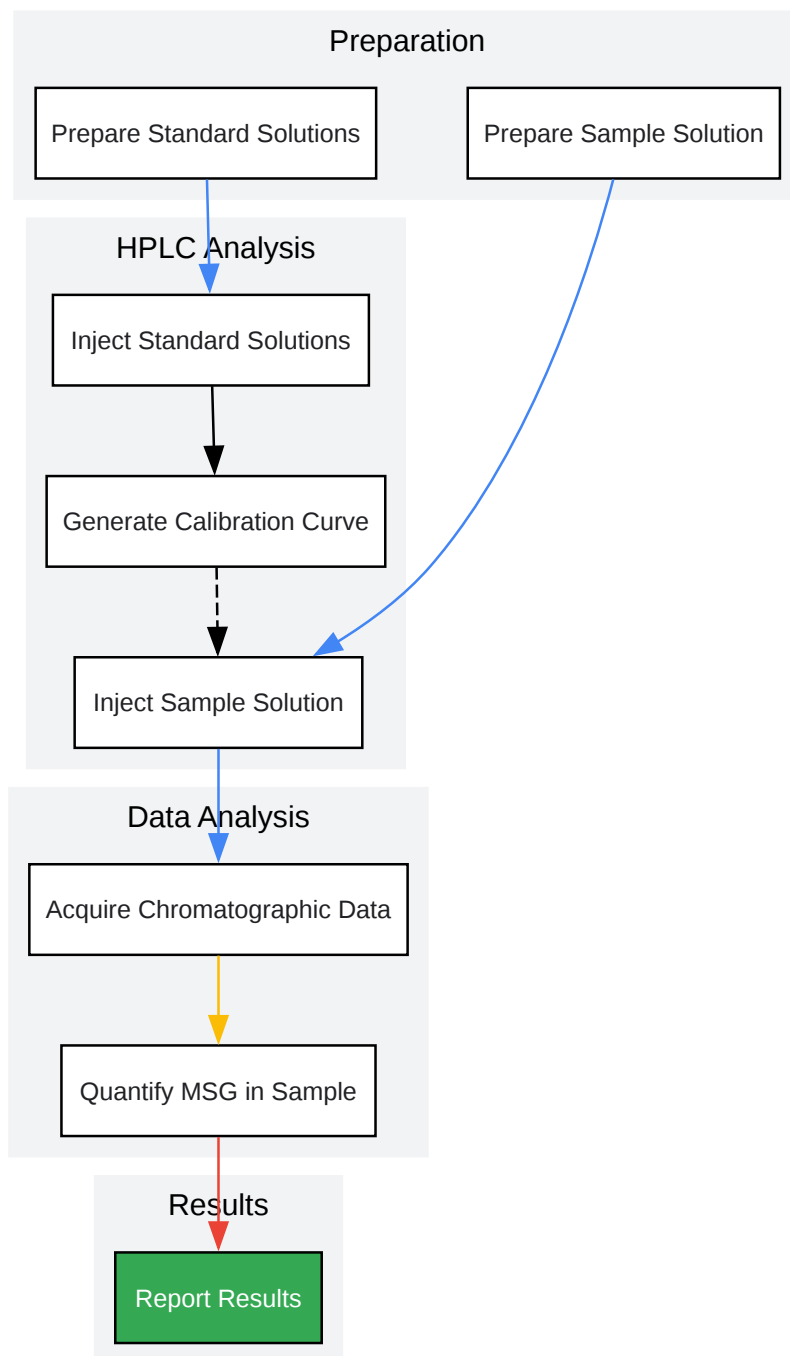 Preparation
Prepare Standard Solutions
Prepare Sample Solution
HPLC Analysis
Inject Standard Solutions
Generate Calibration Curve
Inject Sample Solution
Data Analysis
Acquire Chromatographic Data
Quantify MSG in Sample
Results
Report Results